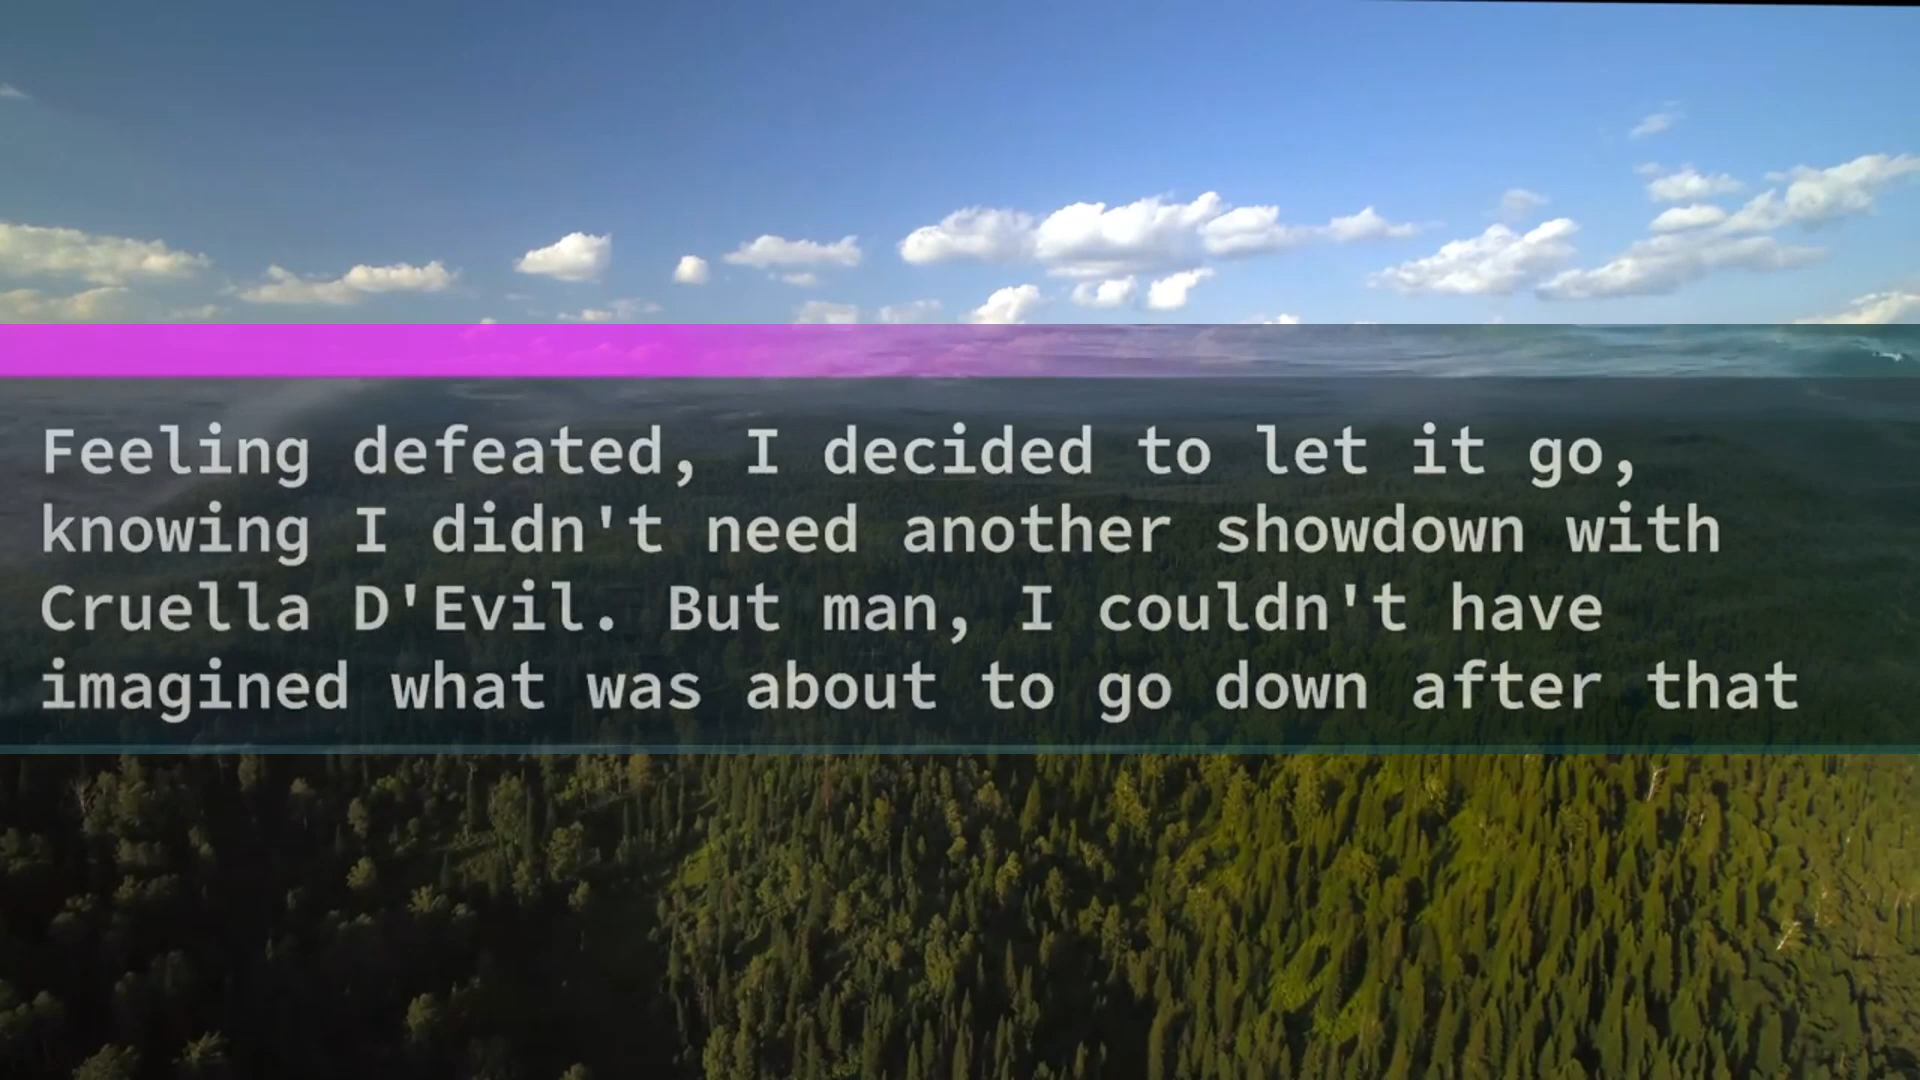 Feeling defeated, I decided to let it go,
knowing I didn't need another showdown with
Cruella D'Evil. But man, I couldn't have
imagined what was about to go down after that